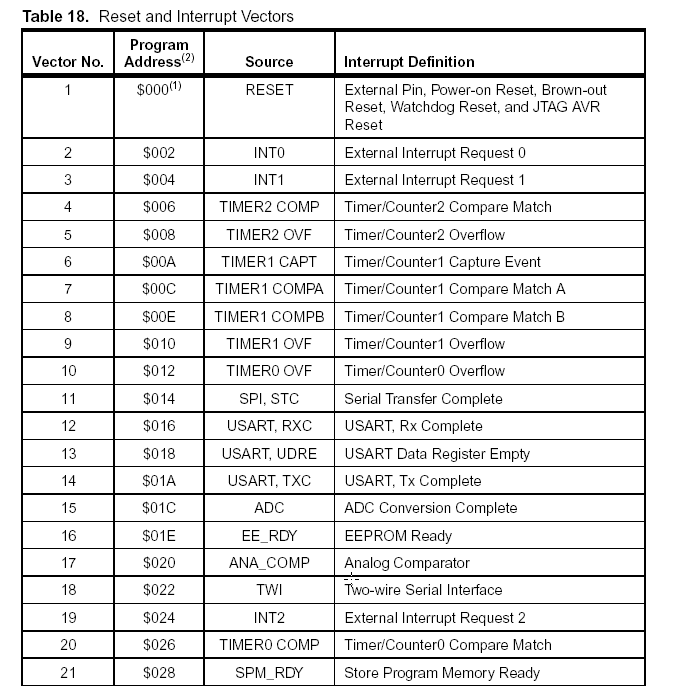 Table 18. Reset and Interrupt Vectors
Vector No. Program Address(2) Source Interrupt Definition
1 $000(1) RESET External Pin, Power-on Reset, Brown-out
Reset, Watchdog Reset, and JTAG AVR
Reset
2 $002 INT0 External Interrupt Request 0
3 $004 INT1 External Interrupt Request 1
4 $006 TIMER2 COMP Timer/Counter2 Compare Match
5 $008 TIMER2 OVF Timer/Counter2 Overflow
6 $00A TIMER1 CAPT Timer/Counter1 Capture Event
7 $00C TIMER1 COMPA Timer/Counter1 Compare Match A
8 $00E TIMER1 COMPB Timer/Counter1 Compare Match B
9 $010 TIMER1 OVF Timer/Counter1 Overflow
10 $012 TIMER0 OVF Timer/Counter0 Overflow
11 $014 SPI, STC Serial Transfer Complete
12 $016 USART, RXC USART, Rx Complete
13 $018 USART, UDRE USART Data Register Empty
14 $01A USART, TXC USART, Tx Complete
15 $01C ADC ADC Conversion Complete
16 $01E EE_RDY EEPROM Ready
17 $020 ANA_COMP Analog Comparator
18 $022 TWI Two-wire Serial Interface
19 $024 INT2 External Interrupt Request 2
20 $026 TIMER0 COMP Timer/Counter0 Compare Match
21 $028 SPM_RDY Store Program Memory Ready